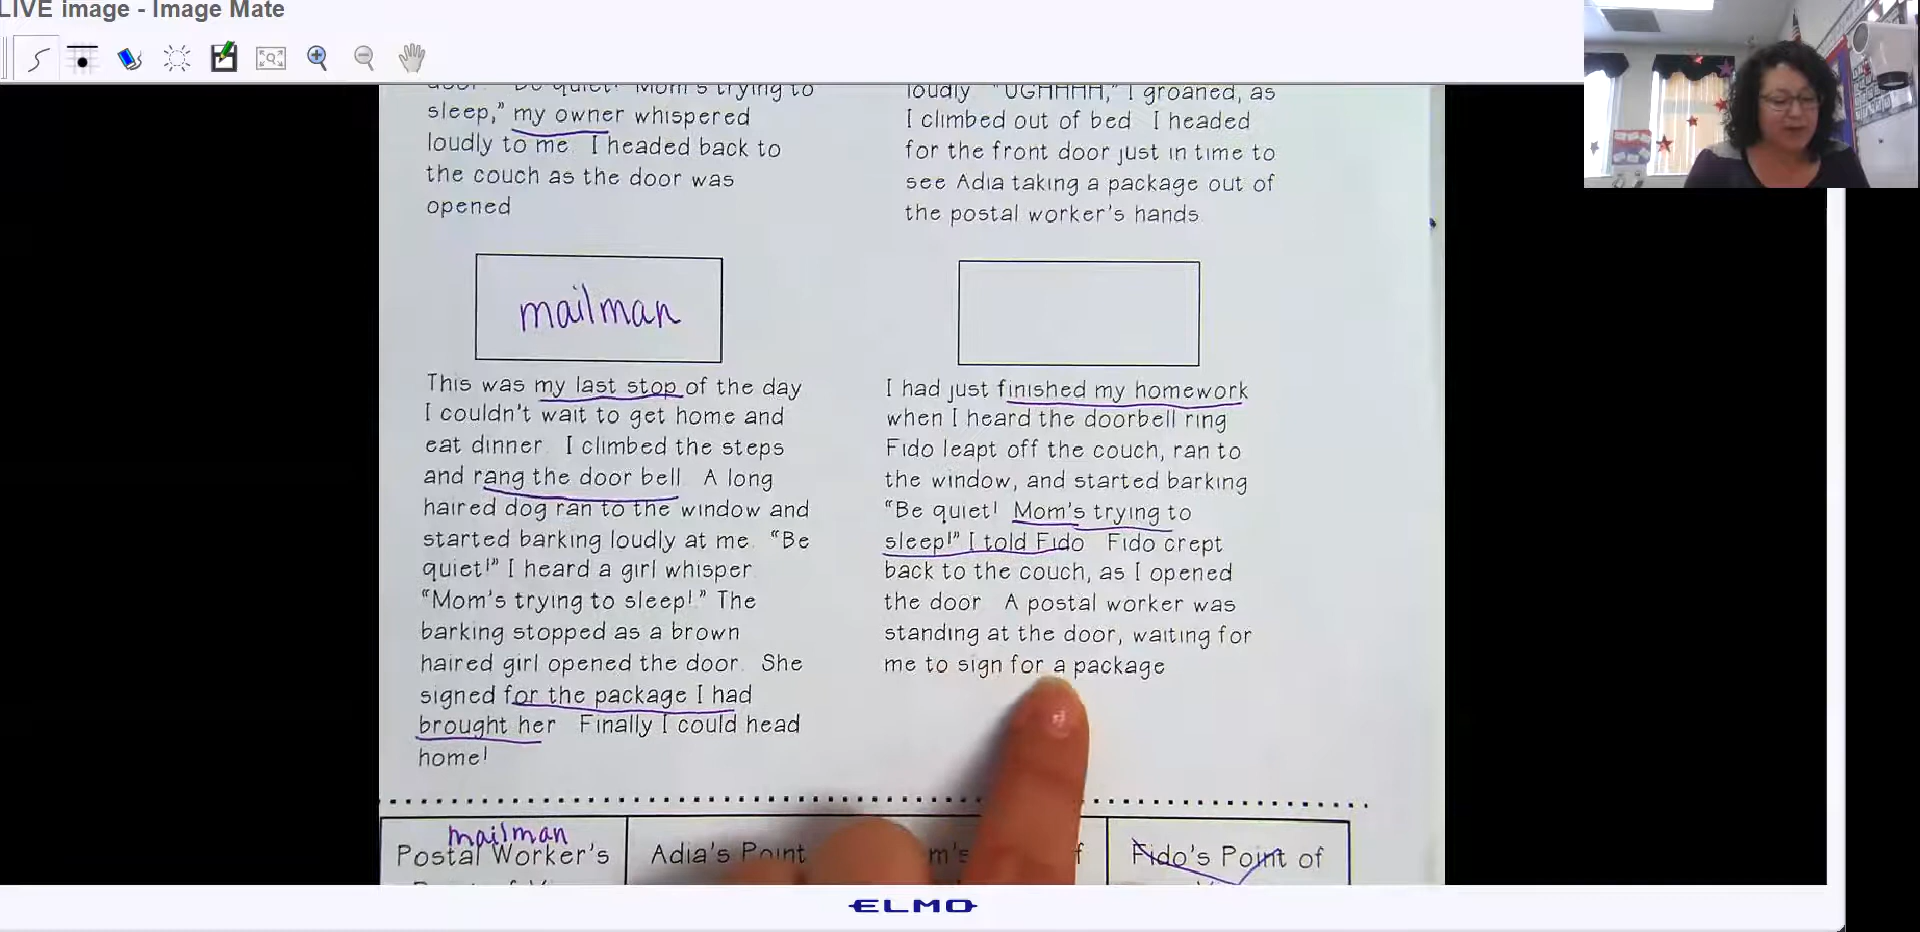 LIVE image - Image Mate
sleep," my owner whispered
loudly to me I headed back to
the couch as the door was
opened
loudly "UGHHHH," I groaned, as
I climbed out of bed I headed
for the front door just in time to
see Adia taking a package out of
the postal worker's hands
mailman
This was my last stop of the day
I couldn't wait to get home and
eat dinner I climbed the steps
and rang the door bell A long
haired dog ran to the window and
started barking loudly at me. "Be
quiet!" I heard a girl whisper
"Mom's trying to sleep!" The
barking stopped as a brown
haired girl opened the door. She
signed for the package I had
brought her Finally I could head
home!
I had just finished my homework
when I heard the doorbell ring
Fido leapt off the couch, ran to
the window, and started barking
"Be quiet! Mom's trying to
sleep!" I told Fido Fido crept
back to the couch, as I opened
the door A postal worker was
standing at the door, waiting for
me to sign for a package
mailman
Postal Worker's
Adia's Point
Fido's Point of
ELMO